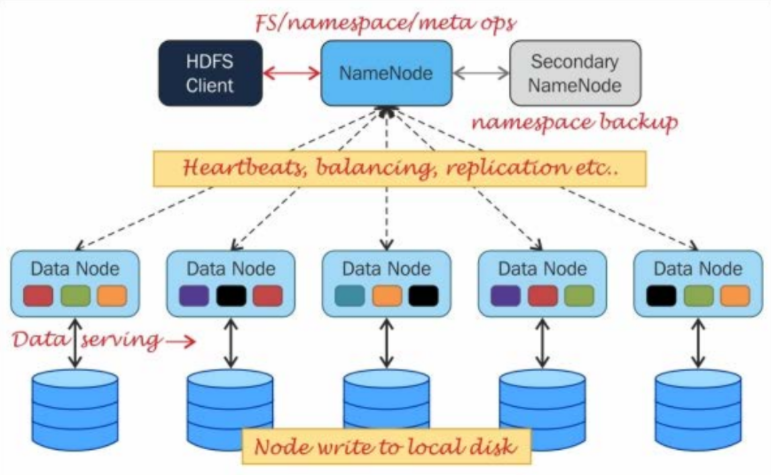 FS/namespace/meta ops
HDFS
Client
NameNode
Secondary
NameNode
namespace backup
Heartbeats, balancing, replication etc..
Data Node
Data Node
Data Node
Data Node
Data Node
Data serving
Node write to local disk